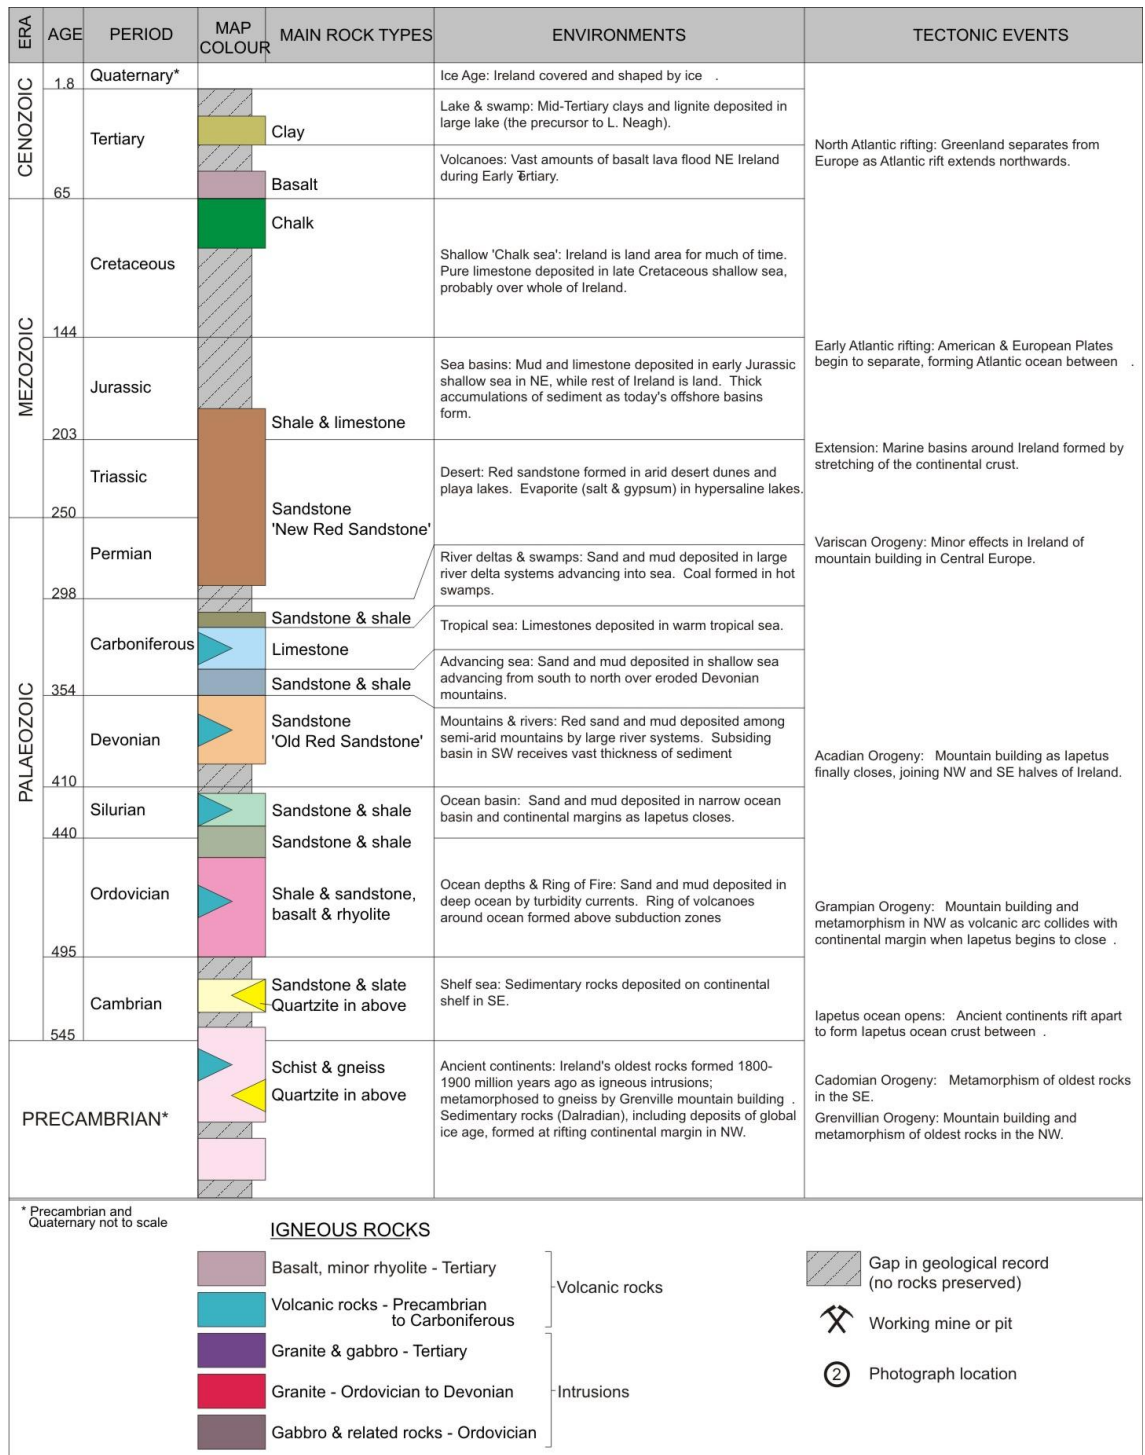 ERA
AGE
PERIOD
MAP
COLOUR
MAIN ROCK TYPES
ENVIRONMENTS
TECTONIC EVENTS
CENOZOIC
Quaternary*
Ice Age: Ireland covered and shaped by ice .
1.8
Tertiary
Clay
Lake & swamp: Mid-Tertiary clays and lignite deposited in
large lake (the precursor to L. Neagh).
North Atlantic rifting: Greenland separates from
Europe as Atlantic rift extends northwards.
Basalt
Volcanoes: Vast amounts of basalt lava flood NE Ireland
during Early Tertiary.
65
MEZOZOIC
Chalk
Cretaceous
Shallow 'Chalk sea': Ireland is land area for much of time.
Pure limestone deposited in late Cretaceous shallow sea,
probably over whole of Ireland.
144
Early Atlantic rifting: American & European Plates
begin to separate, forming Atlantic ocean between .
Jurassic
Sea basins: Mud and limestone deposited in early Jurassic
shallow sea in NE, while rest of Ireland is land. Thick
accumulations of sediment as today's offshore basins
form.
Shale & limestone
203
Extension: Marine basins around Ireland formed by
stretching of the continental crust.
Triassic
Desert: Red sandstone formed in arid desert dunes and
playa lakes. Evaporite (salt & gypsum) in hypersaline lakes.
Sandstone
'New Red Sandstone'
250
PALAEOZOIC
Permian
Variscan Orogeny: Minor effects in Ireland of
mountain building in Central Europe.
River deltas & swamps: Sand and mud deposited in large
river delta systems advancing into sea. Coal formed in hot
swamps.
298
Carboniferous
Sandstone & shale
Tropical sea: Limestones deposited in warm tropical sea.
Limestone
Advancing sea: Sand and mud deposited in shallow sea
advancing from south to north over eroded Devonian
mountains.
Sandstone & shale
354
Devonian
Sandstone
'Old Red Sandstone'
Mountains & rivers: Red sand and mud deposited among
semi-arid mountains by large river systems. Subsiding
basin in SW receives vast thickness of sediment
Acadian Orogeny: Mountain building as Iapetus
finally closes, joining NW and SE halves of Ireland.
410
Silurian
Sandstone & shale
Ocean basin: Sand and mud deposited in narrow ocean
basin and continental margins as Iapetus closes.
440
Sandstone & shale
Ordovician
Shale & sandstone,
basalt & rhyolite
Ocean depths & Ring of Fire: Sand and mud deposited in
deep ocean by turbidity currents. Ring of volcanoes
around ocean formed above subduction zones
Grampian Orogeny: Mountain building and
metamorphism in NW as volcanic arc collides with
continental margin when Iapetus begins to close .
495
Cambrian
Sandstone & slate
Quartzite in above
Shelf sea: Sedimentary rocks deposited on continental
shelf in SE.
Iapetus ocean opens: Ancient continents rift apart
to form Iapetus ocean crust between .
545
PRECAMBRIAN*
Schist & gneiss
Quartzite in above
Ancient continents: Ireland's oldest rocks formed 1800-
1900 million years ago as igneous intrusions;
metamorphosed to gneiss by Grenville mountain building .
Sedimentary rocks (Dalradian), including deposits of global
ice age, formed at rifting continental margin in NW.
Cadomian Orogeny: Metamorphism of oldest rocks
in the SE.
Grenvillian Orogeny: Mountain building and
metamorphism of oldest rocks in the NW.
* Precambrian and
Quaternary not to scale
IGNEOUS ROCKS
Basalt, minor rhyolite - Tertiary
Volcanic rocks - Precambrian
to Carboniferous
Volcanic rocks
Granite & gabbro - Tertiary
Granite - Ordovician to Devonian
Gabbro & related rocks - Ordovician
Intrusions
Gap in geological record
(no rocks preserved)
Working mine or pit
2 Photograph location